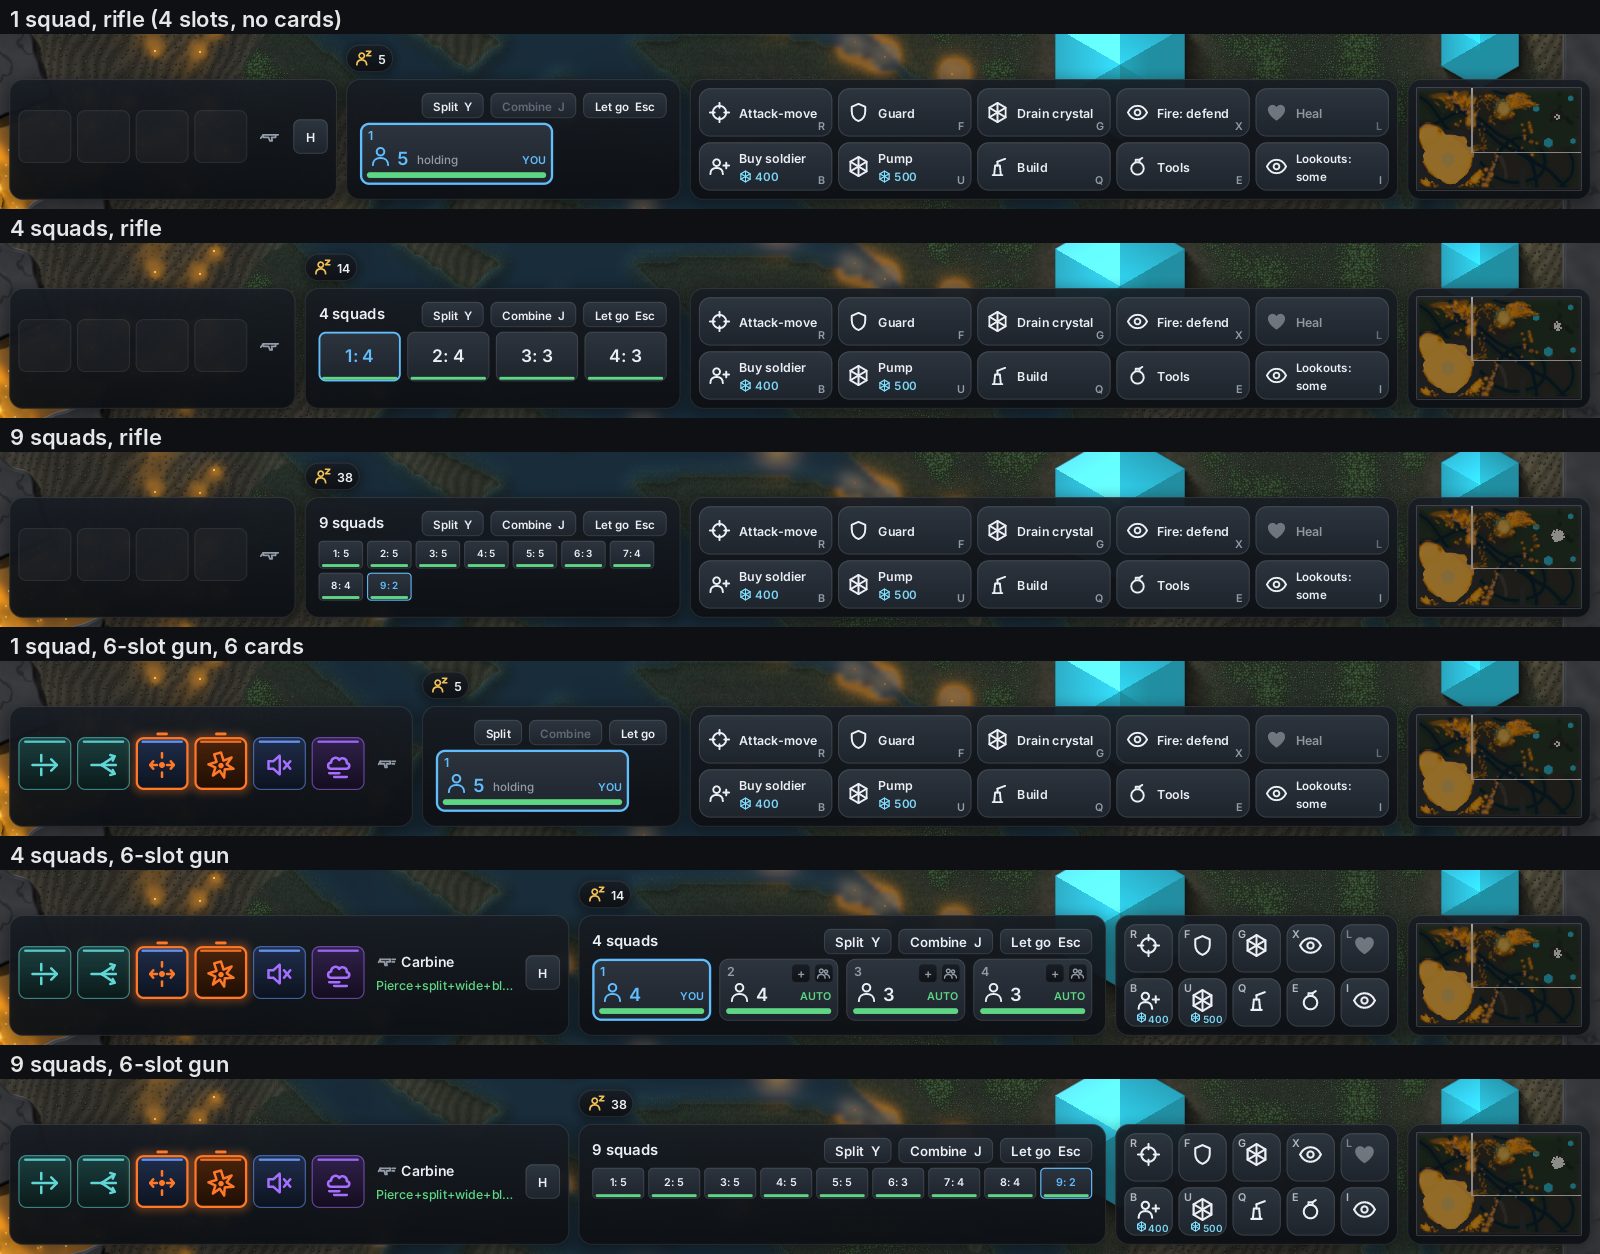 1 squad, rifle (4 slots, no cards)
5
Split Y Combine J Let go Esc
H
1
5 holding YOU
Attack-move R Guard F Drain crystal G Fire: defend X Heal L
Buy soldier 400 B Pump 500 U Build Q Tools E Lookouts: some I
4 squads, rifle
14
4 squads Split Y Combine J Let go Esc
1: 4 2: 4 3: 3 4: 3
Attack-move R Guard F Drain crystal G Fire: defend X Heal L
Buy soldier 400 B Pump 500 U Build Q Tools E Lookouts: some I
9 squads, rifle
38
9 squads Split Y Combine J Let go Esc
1: 5 2: 5 3: 5 4: 5 5: 5 6: 3 7: 4
8: 4 9: 2
Attack-move R Guard F Drain crystal G Fire: defend X Heal L
Buy soldier 400 B Pump 500 U Build Q Tools E Lookouts: some I
1 squad, 6-slot gun, 6 cards
5
Split Combine Let go
1
5 holding YOU
Attack-move R Guard F Drain crystal G Fire: defend X Heal L
Buy soldier 400 B Pump 500 U Build Q Tools E Lookouts: some I
4 squads, 6-slot gun
14
Carbine
Pierce+split+wide+bl...
H
4 squads Split Y Combine J Let go Esc
1 2 + 3 + 4 +
4 YOU 4 AUTO 3 AUTO 3 AUTO
R F G X L
B 400 U 500 Q E I
9 squads, 6-slot gun
38
Carbine
Pierce+split+wide+bl...
H
9 squads Split Y Combine J Let go Esc
1: 5 2: 5 3: 5 4: 5 5: 5 6: 3 7: 4 8: 4 9: 2
R F G X L
B 400 U 500 Q E I